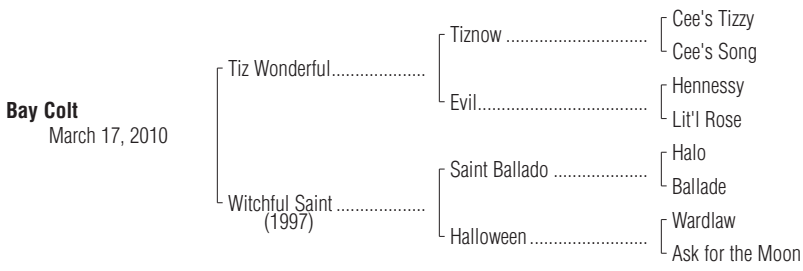 Cee's Tizzy
Tiznow ..............................
Cee's Song
Tiz Wonderful....................
Hennessy
Evil....................................
Lit'l Rose
Bay Colt
March 17, 2010
Halo
Saint Ballado ....................
Ballade
Witchful Saint ...................
(1997)
Wardlaw
Halloween.........................
Ask for the Moon